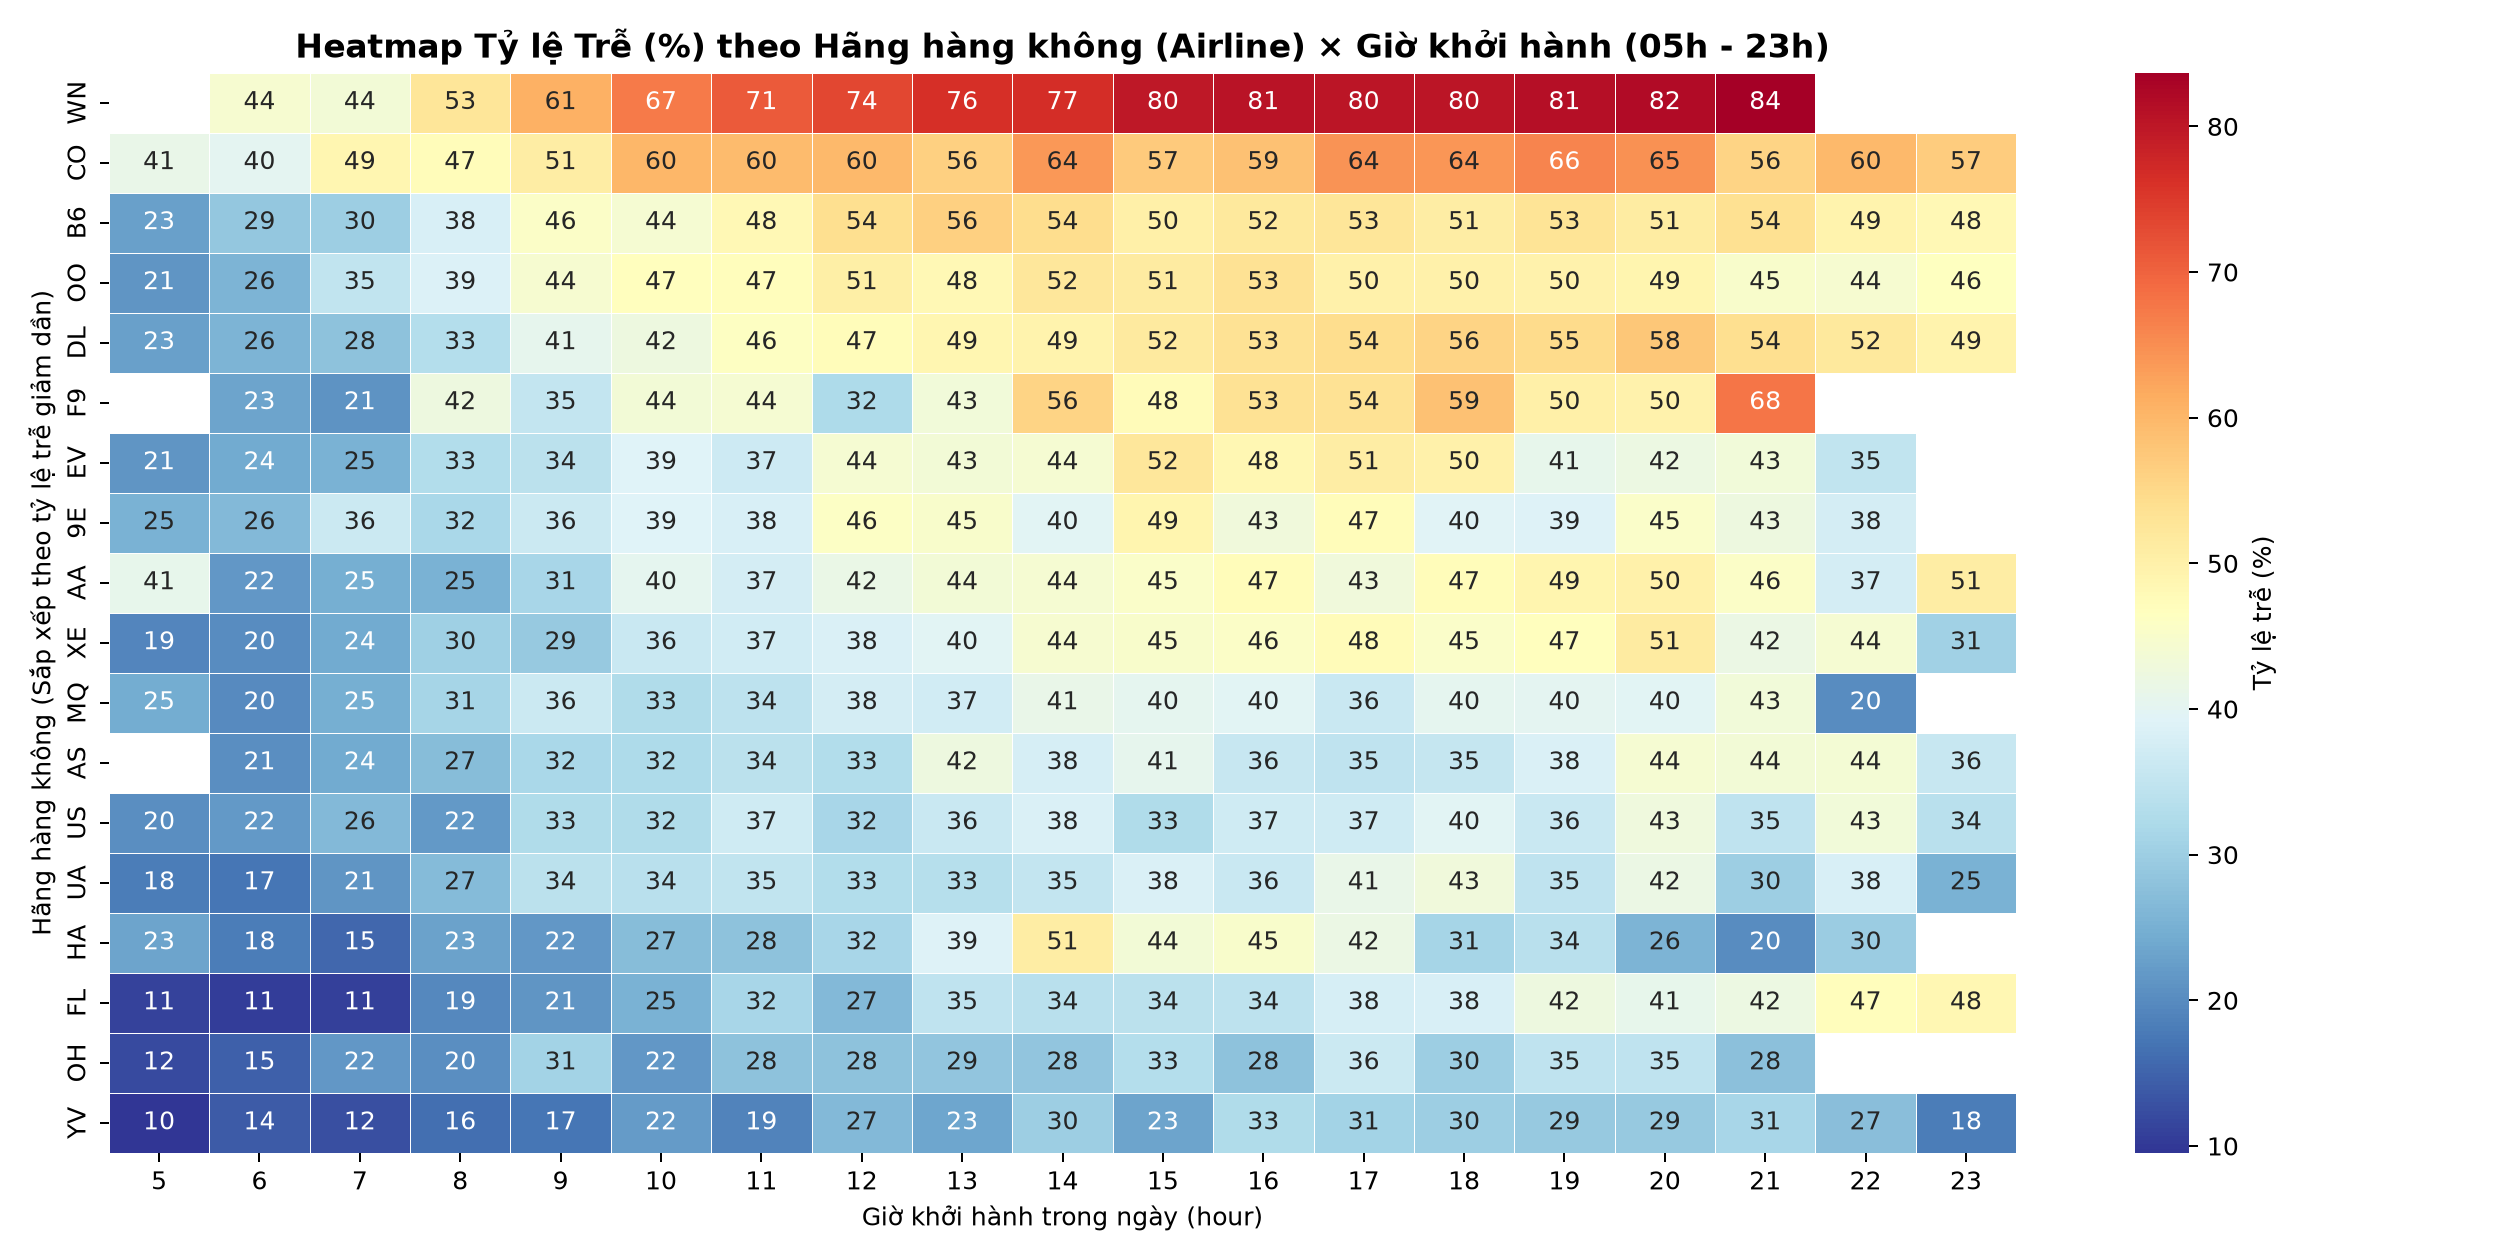 Heatmap Tỷ lệ Trễ (%) theo Hãng hàng không (Airline) × Giờ khởi hành (05h - 23h)
Hãng hàng không (Sắp xếp theo tỷ lệ trễ giảm dần)
WN 44 44 53 61 67 71 74 76 77 80 81 80 80 81 82 84
CO 41 40 49 47 51 60 60 60 56 64 57 59 64 64 66 65 56 60 57
B6 23 29 30 38 46 44 48 54 56 54 50 52 53 51 53 51 54 49 48
OO 21 26 35 39 44 47 47 51 48 52 51 53 50 50 50 49 45 44 46
DL 23 26 28 33 41 42 46 47 49 49 52 53 54 56 55 58 54 52 49
F9 23 21 42 35 44 44 32 43 56 48 53 54 59 50 50 68
EV 21 24 25 33 34 39 37 44 43 44 52 48 51 50 41 42 43 35
9E 25 26 36 32 36 39 38 46 45 40 49 43 47 40 39 45 43 38
AA 41 22 25 25 31 40 37 42 44 44 45 47 43 47 49 50 46 37 51
XE 19 20 24 30 29 36 37 38 40 44 45 46 48 45 47 51 42 44 31
MQ 25 20 25 31 36 33 34 38 37 41 40 40 36 40 40 40 43 20
AS 21 24 27 32 32 34 33 42 38 41 36 35 35 38 44 44 44 36
US 20 22 26 22 33 32 37 32 36 38 33 37 37 40 36 43 35 43 34
UA 18 17 21 27 34 34 35 33 33 35 38 36 41 43 35 42 30 38 25
HA 23 18 15 23 22 27 28 32 39 51 44 45 42 31 34 26 20 30
FL 11 11 11 19 21 25 32 27 35 34 34 34 38 38 42 41 42 47 48
OH 12 15 22 20 31 22 28 28 29 28 33 28 36 30 35 35 28
YV 10 14 12 16 17 22 19 27 23 30 23 33 31 30 29 29 31 27 18
5 6 7 8 9 10 11 12 13 14 15 16 17 18 19 20 21 22 23
Giờ khởi hành trong ngày (hour)
80
70
60
50
40
30
20
10
Tỷ lệ trễ (%)